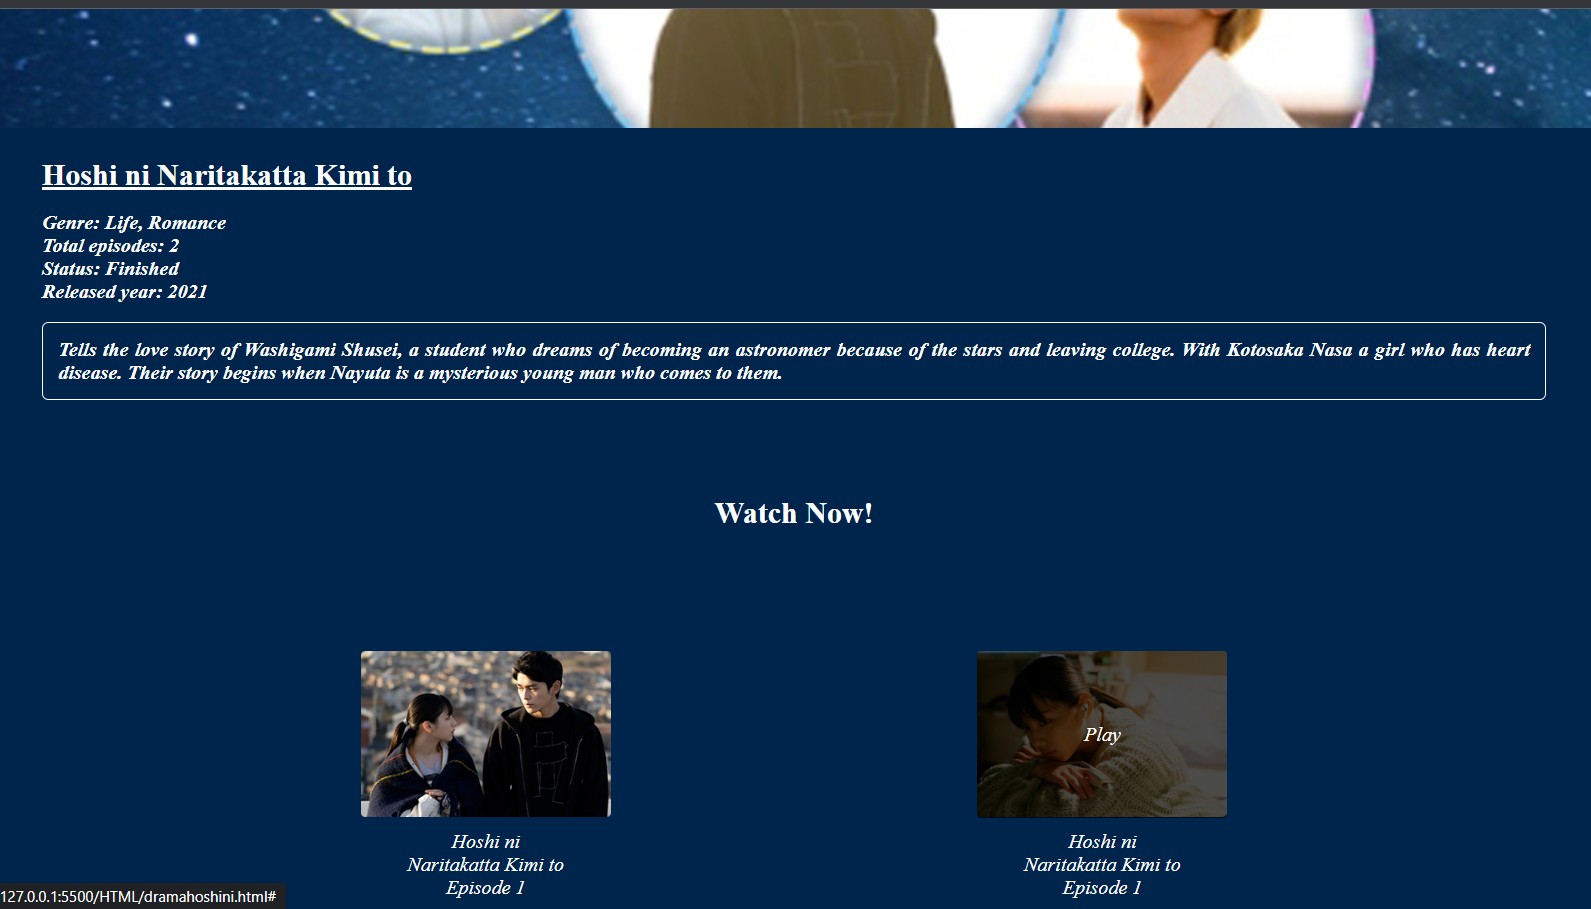 Hoshi ni Naritakatta Kimi to
Genre: Life, Romance
Total episodes: 2
Status: Finished
Released year: 2021
Tells the love story of Washigami Shusei, a student who dreams of becoming an astronomer because of the stars and leaving college. With Kotosaka Nasa a girl who has heart
disease. Their story begins when Nayuta is a mysterious young man who comes to them.
Watch Now!
Play
Hoshi ni
Naritakatta Kimi to
Episode 1
Hoshi ni
Naritakatta Kimi to
Episode 1
127.0.0.1:5500/HTML/dramahoshini.html#